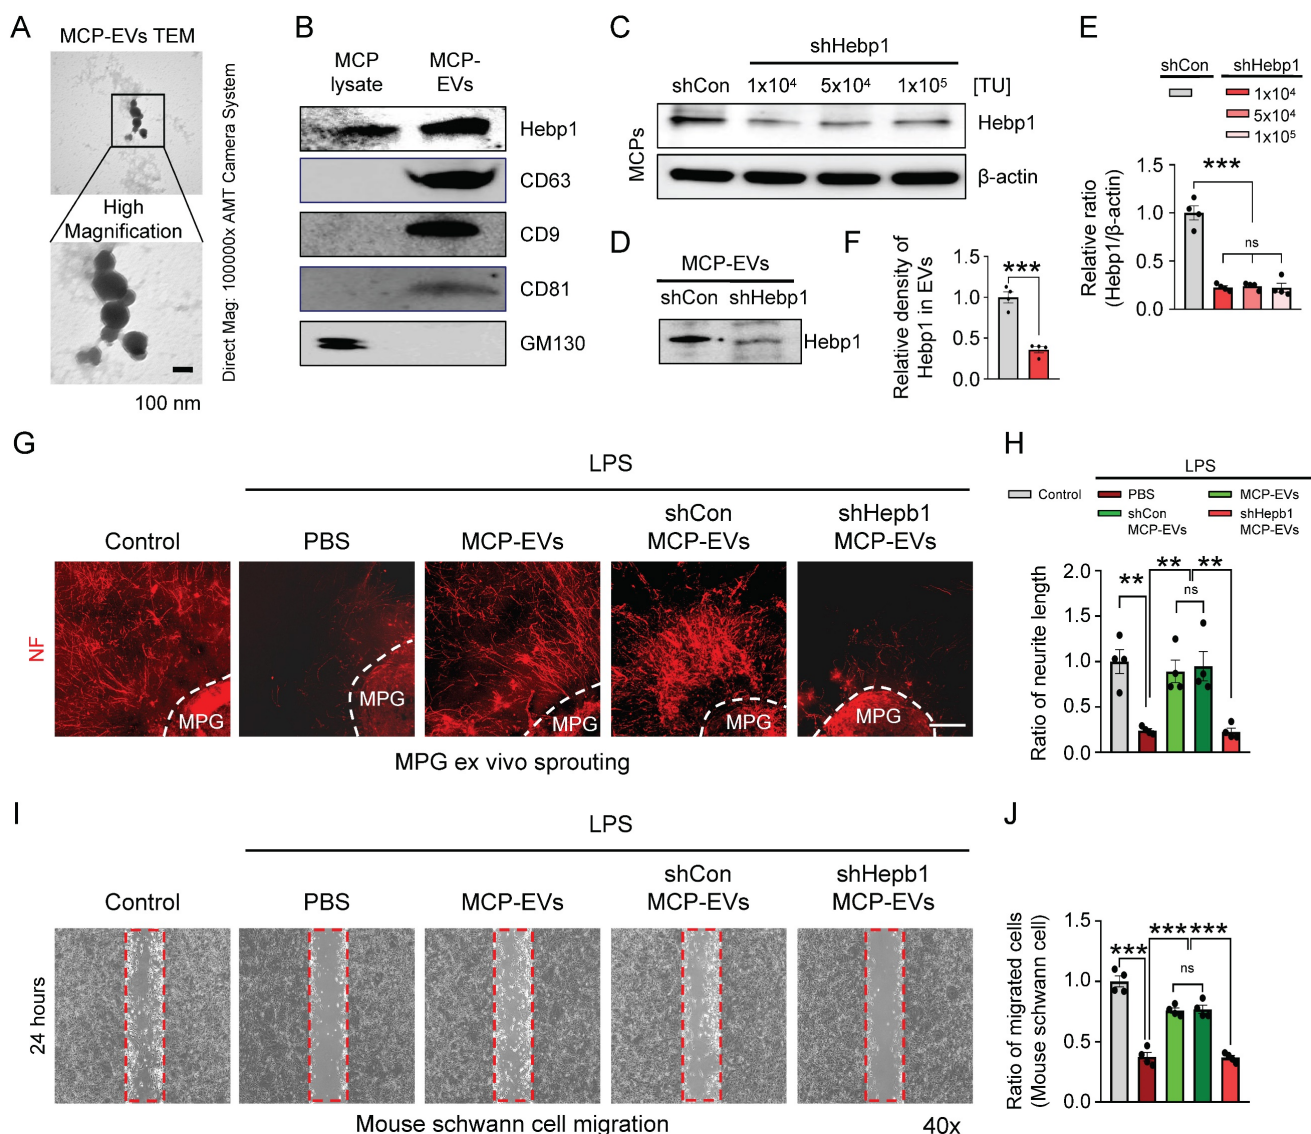 A
MCP-EVs TEM
High
Magnification
Direct Mag: 100000x AMT Camera System
100 nm
B
MCP
lysate
MCP-
EVs
Hebp1
CD63
CD9
CD81
GM130
C
shHebp1
shCon
1x10⁴
5x10⁴
1x10⁵
[TU]
MCPs
Hebp1
β-actin
D
MCP-EVs
shCon
shHebp1
Hebp1
E
shCon
shHebp1
1x10⁴
5x10⁴
1x10⁵
Relative ratio
(Hebp1/β-actin)
1.5
1.0
0.5
0.0
***
ns
F
Relative density of
Hebp1 in EVs
1.5
1.0
0.5
0.0
***
G
LPS
Control
PBS
MCP-EVs
shCon
MCP-EVs
shHepb1
MCP-EVs
NF
MPG
MPG
MPG
MPG
MPG
MPG ex vivo sprouting
H
LPS
Control
PBS
MCP-EVs
shCon
MCP-EVs
shHepb1
MCP-EVs
Ratio of neurite length
2.0
1.5
1.0
0.5
0.0
**
**
**
ns
I
LPS
Control
PBS
MCP-EVs
shCon
MCP-EVs
shHepb1
MCP-EVs
24 hours
Mouse schwann cell migration
40x
J
Ratio of migrated cells
(Mouse schwann cell)
1.5
1.0
0.5
0.0
***
***
***
ns